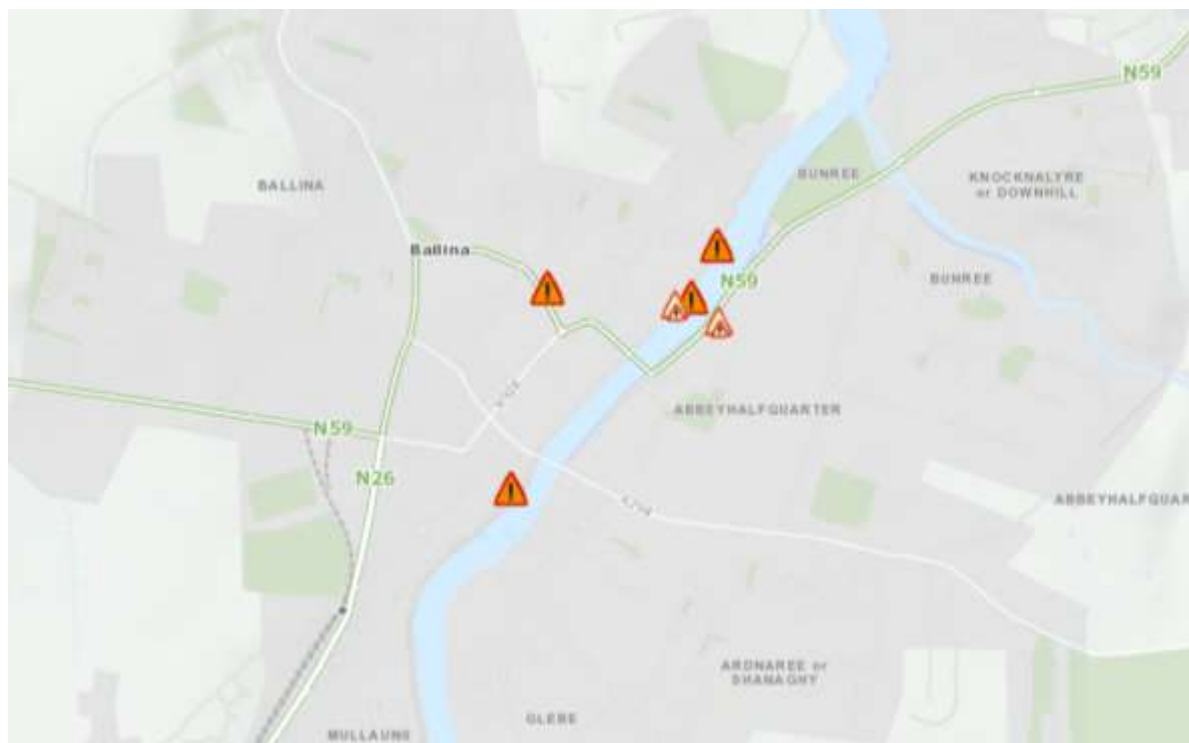 N59
BALLINA
BUNREE
KNOCKNALYRE
or DOWNHILL
Ballina
N59
BUNREE
ABBEYHALFQUARTER
N59
N26
ABBEYHALFQUAR
ARDNAREE or
SHANAGHY
GLEBE
MULLAUNS